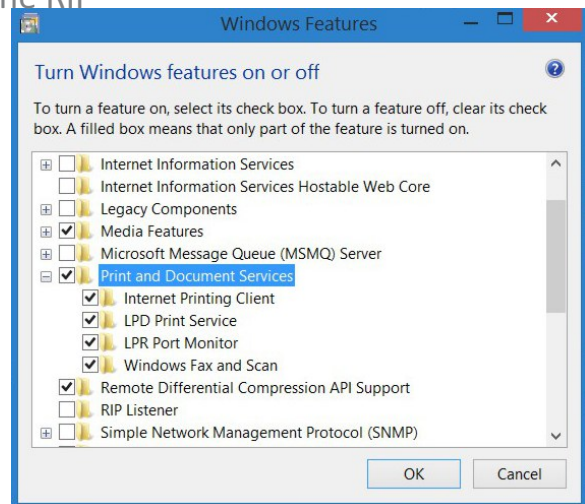 Windows Features
Turn Windows features on or off
To turn a feature on, select its check box. To turn a feature off, clear its check
box. A filled box means that only part of the feature is turned on.
Internet Information Services
Internet Information Services Hostable Web Core
Legacy Components
Media Features
Microsoft Message Queue (MSMQ) Server
Print and Document Services
Internet Printing Client
LPD Print Service
LPR Port Monitor
Windows Fax and Scan
Remote Differential Compression API Support
RIP Listener
Simple Network Management Protocol (SNMP)
OK Cancel